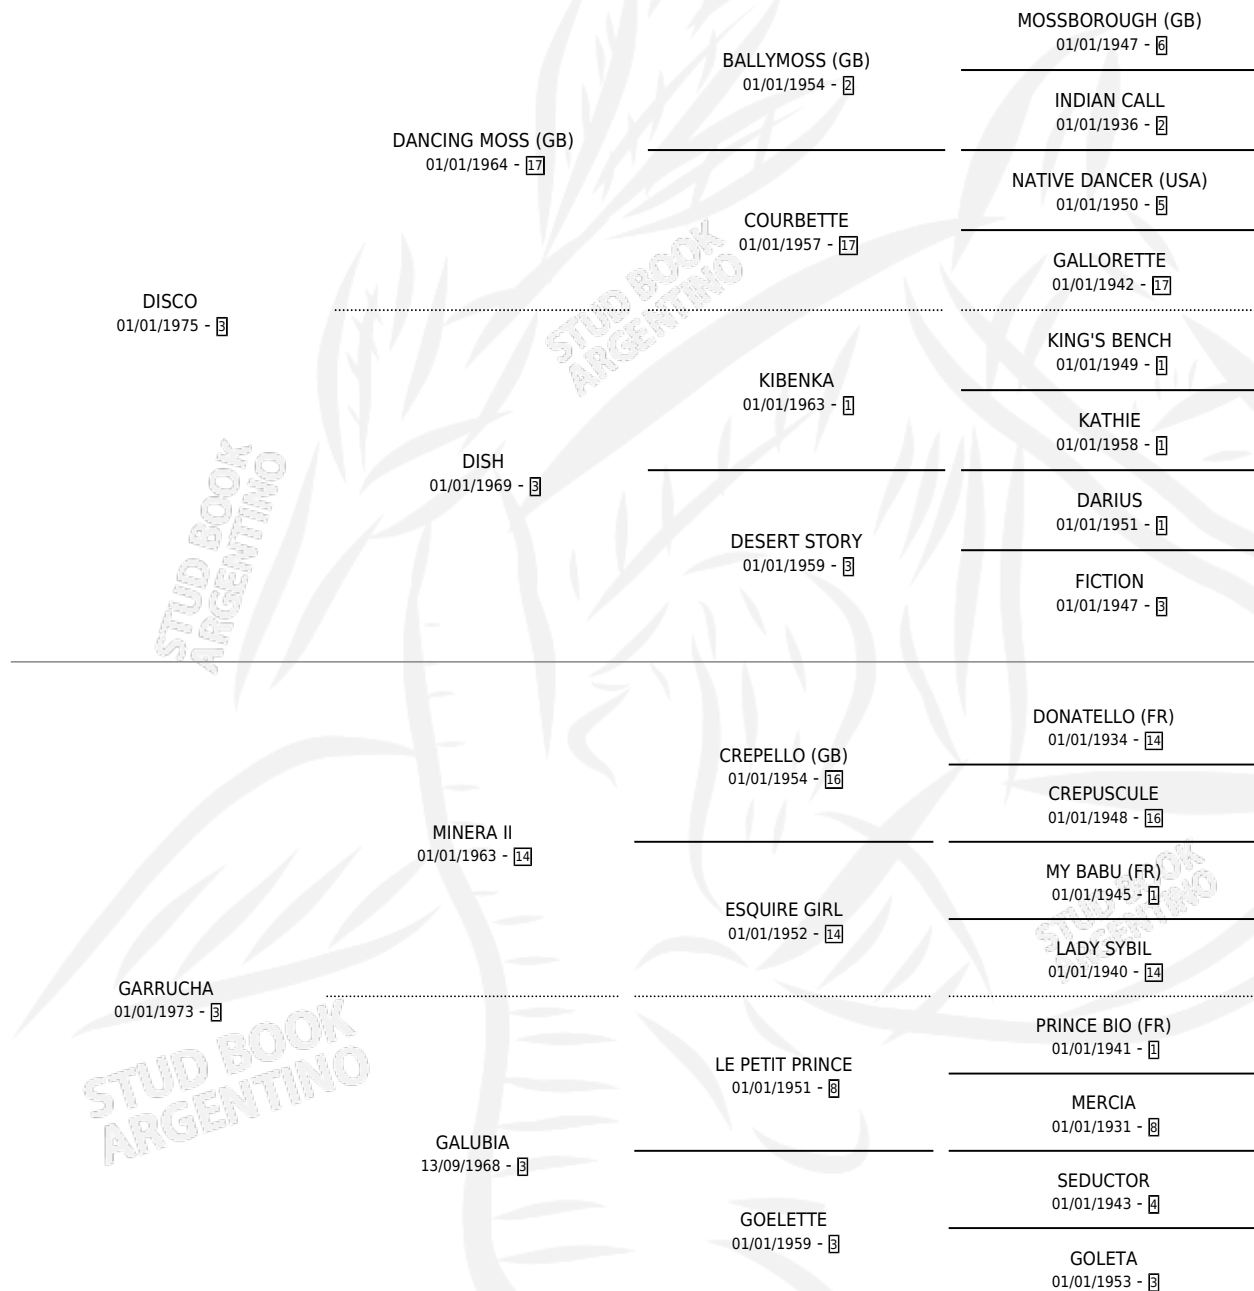 MOSSBOROUGH (GB)
01/01/1947 - 6
BALLYMOSS (GB)
01/01/1954 - 2
INDIAN CALL
01/01/1936 - 2
DANCING MOSS (GB)
01/01/1964 - 17
NATIVE DANCER (USA)
01/01/1950 - 5
COURBETTE
01/01/1957 - 17
GALLORETTE
01/01/1942 - 17
DISCO
01/01/1975 - 3
KING'S BENCH
01/01/1949 - 1
KIBENKA
01/01/1963 - 1
KATHIE
01/01/1958 - 1
DISH
01/01/1969 - 3
DARIUS
01/01/1951 - 1
DESERT STORY
01/01/1959 - 3
FICTION
01/01/1947 - 3
STUD BOOK
ARGENTINO
STUD BOOK
ARGENTINO
DONATELLO (FR)
01/01/1934 - 14
CREPELLO (GB)
01/01/1954 - 16
CREPUSCULE
01/01/1948 - 16
MINERA II
01/01/1963 - 14
MY BABU (FR)
01/01/1945 - 1
ESQUIRE GIRL
01/01/1952 - 14
LADY SYBIL
01/01/1940 - 14
GARRUCHA
01/01/1973 - 3
PRINCE BIO (FR)
01/01/1941 - 1
LE PETIT PRINCE
01/01/1951 - 8
MERCIA
01/01/1931 - 8
GALUBIA
13/09/1968 - 3
SEDUCTOR
01/01/1943 - 4
GOELETTE
01/01/1959 - 3
GOLETA
01/01/1953 - 3
STUD BOOK
ARGENTINO
STUD BOOK
ARGENTINO